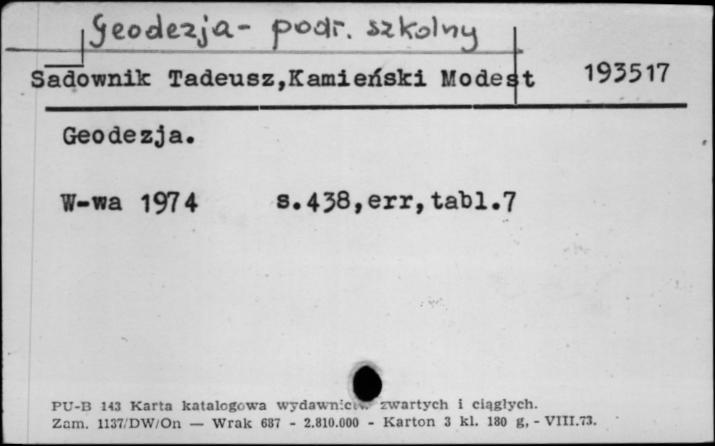 Geodezja - podr. szkolny
Sadownik Tadeusz,Kamieński Modest 193517
Geodezja.
W-wa 1974 s.438,err,tabl.7
PU-B 143 Karta katalogowa zwartych i ciągłych.
Zam. 1137/DW/On — Wrak 687 - 2.810.000 - Karton 3 kl. 180 g, - VIII.73.